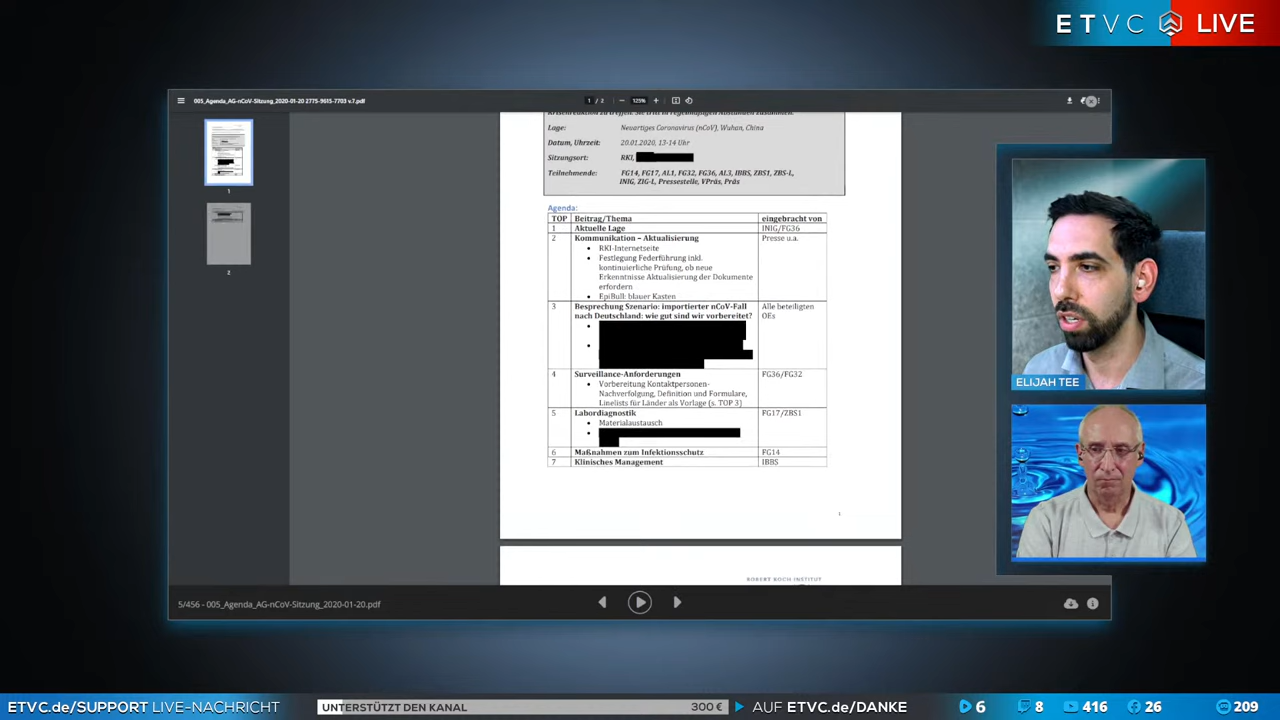 ETVC LIVE
005_Agenda_AG-nCoV-Sitzung_2020-01-20 2775-9615-7703 v.7.pdf
1 / 2
125%
Lage: Neuartiges Coronavirus (nCoV), Wuhan, China
Datum, Uhrzeit: 20.01.2020, 13-14 Uhr
Sitzungsort: RKI,
Teilnehmende: FG14, FG17, AL1, FG32, FG36, AL3, IBBS, ZBS1, ZBS-L,
INIG, ZIG-L, Pressestelle, VPräs, Präs
Agenda:
TOP Beitrag/Thema eingebracht von
1 Aktuelle Lage INIG/FG36
2 Kommunikation – Aktualisierung Presse u.a.
• RKI-Internetseite
• Festlegung Federführung inkl.
kontinuierliche Prüfung, ob neue
Erkenntnisse Aktualisierung der Dokumente
erfordern
• EpiBull: blauer Kasten
3 Besprechung Szenario: importierter nCoV-Fall Alle beteiligten
nach Deutschland: wie gut sind wir vorbereitet? OEs
4 Surveillance-Anforderungen FG36/FG32
• Vorbereitung Kontaktpersonen-
Nachverfolgung, Definition und Formulare,
Linelists für Länder als Vorlage (s. TOP 3)
5 Labordiagnostik FG17/ZBS1
• Materialaustausch
6 Maßnahmen zum Infektionsschutz FG14
7 Klinisches Management IBBS
1
ROBERT KOCH INSTITUT
1
2
5/456 - 005_Agenda_AG-nCoV-Sitzung_2020-01-20.pdf
ELIJAH TEE
ETVC.de/SUPPORT LIVE-NACHRICHT
UNTERSTÜTZT DEN KANAL 300 €
AUF ETVC.de/DANKE
6 8 416 26 209